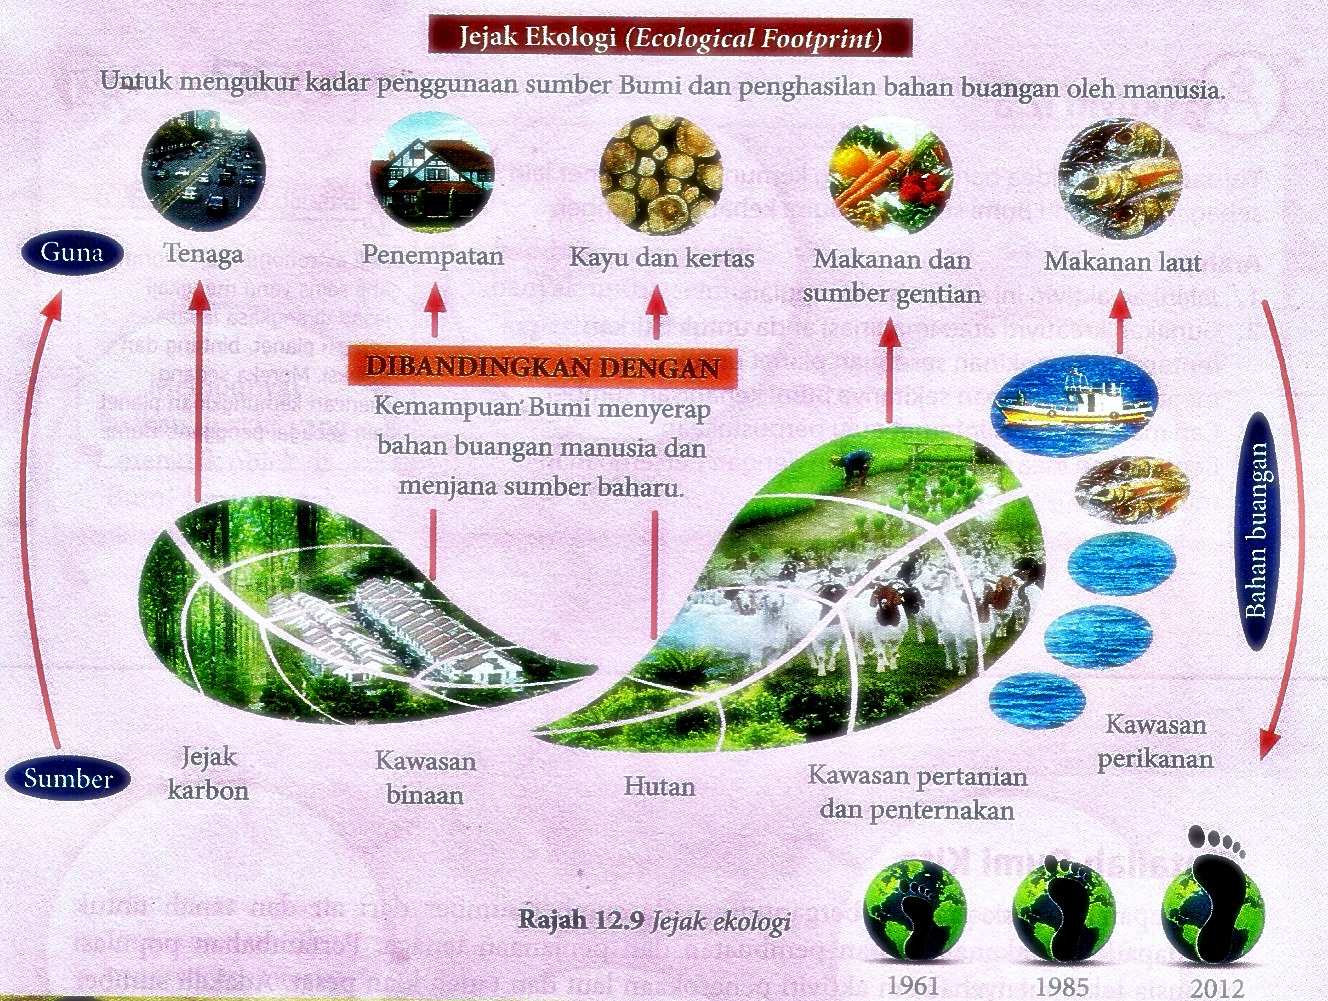 Jejak Ekologi (Ecological Footprint)
Untuk mengukur kadar penggunaan sumber Bumi dan penghasilan bahan buangan oleh manusia.
Guna
Tenaga
Penempatan
Kayu dan kertas
Makanan dan
sumber gentian
Makanan laut
DIBANDINGKAN DENGAN
Kemampuan Bumi menyerap
bahan buangan manusia dan
menjana sumber baharu.
Bahan buangan
Sumber
Jejak
karbon
Kawasan
binaan
Hutan
Kawasan pertanian
dan penternakan
Kawasan
perikanan
Rajah 12.9 Jejak ekologi
1961
1985
2012